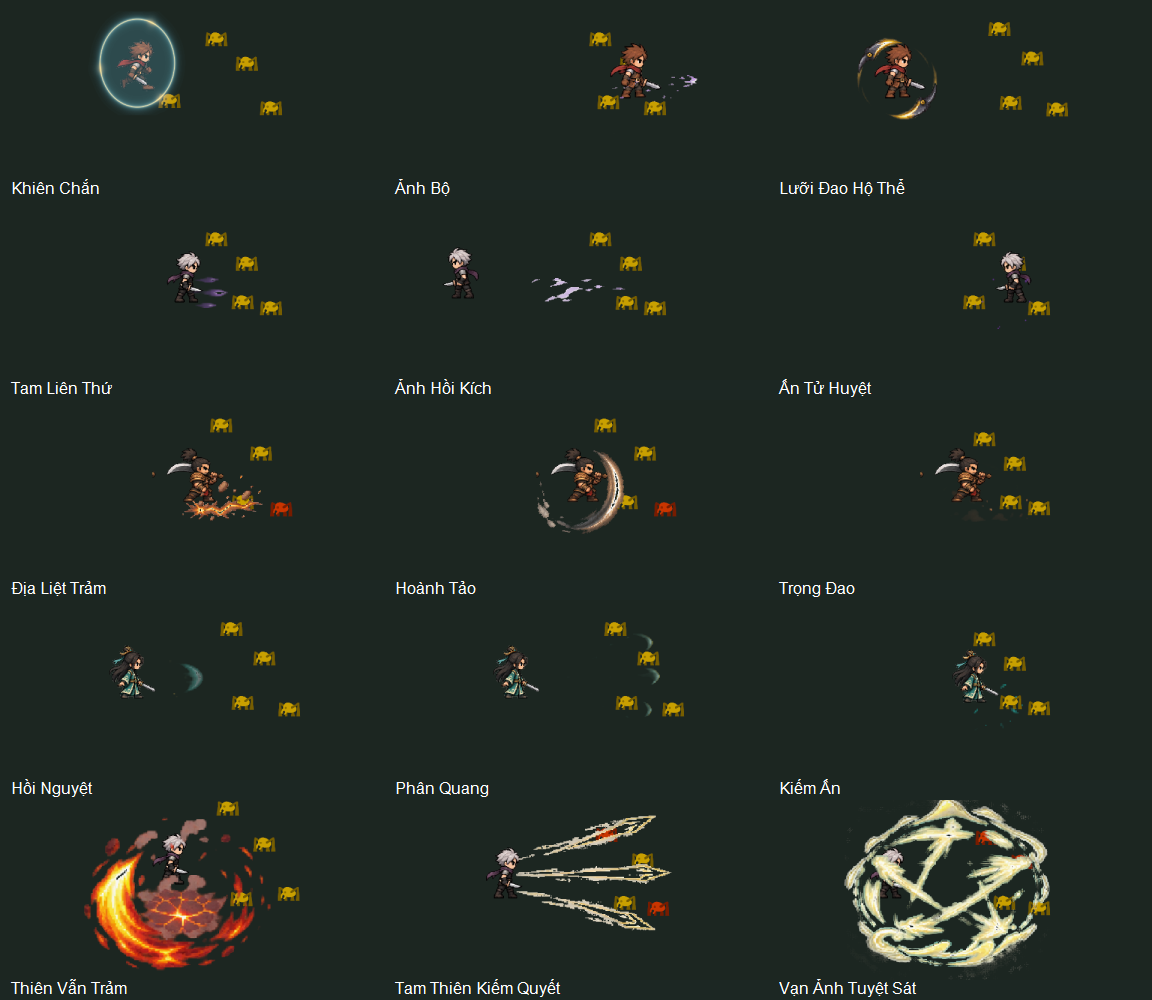 Khiên Chắn
Ảnh Bộ
Lưỡi Đao Hộ Thể
Tam Liên Thứ
Ảnh Hồi Kích
Ấn Tử Huyệt
Địa Liệt Trảm
Hoành Tảo
Trọng Đao
Hồi Nguyệt
Phân Quang
Kiếm Ấn
Thiên Vẫn Trảm
Tam Thiên Kiếm Quyết
Vạn Ảnh Tuyệt Sát